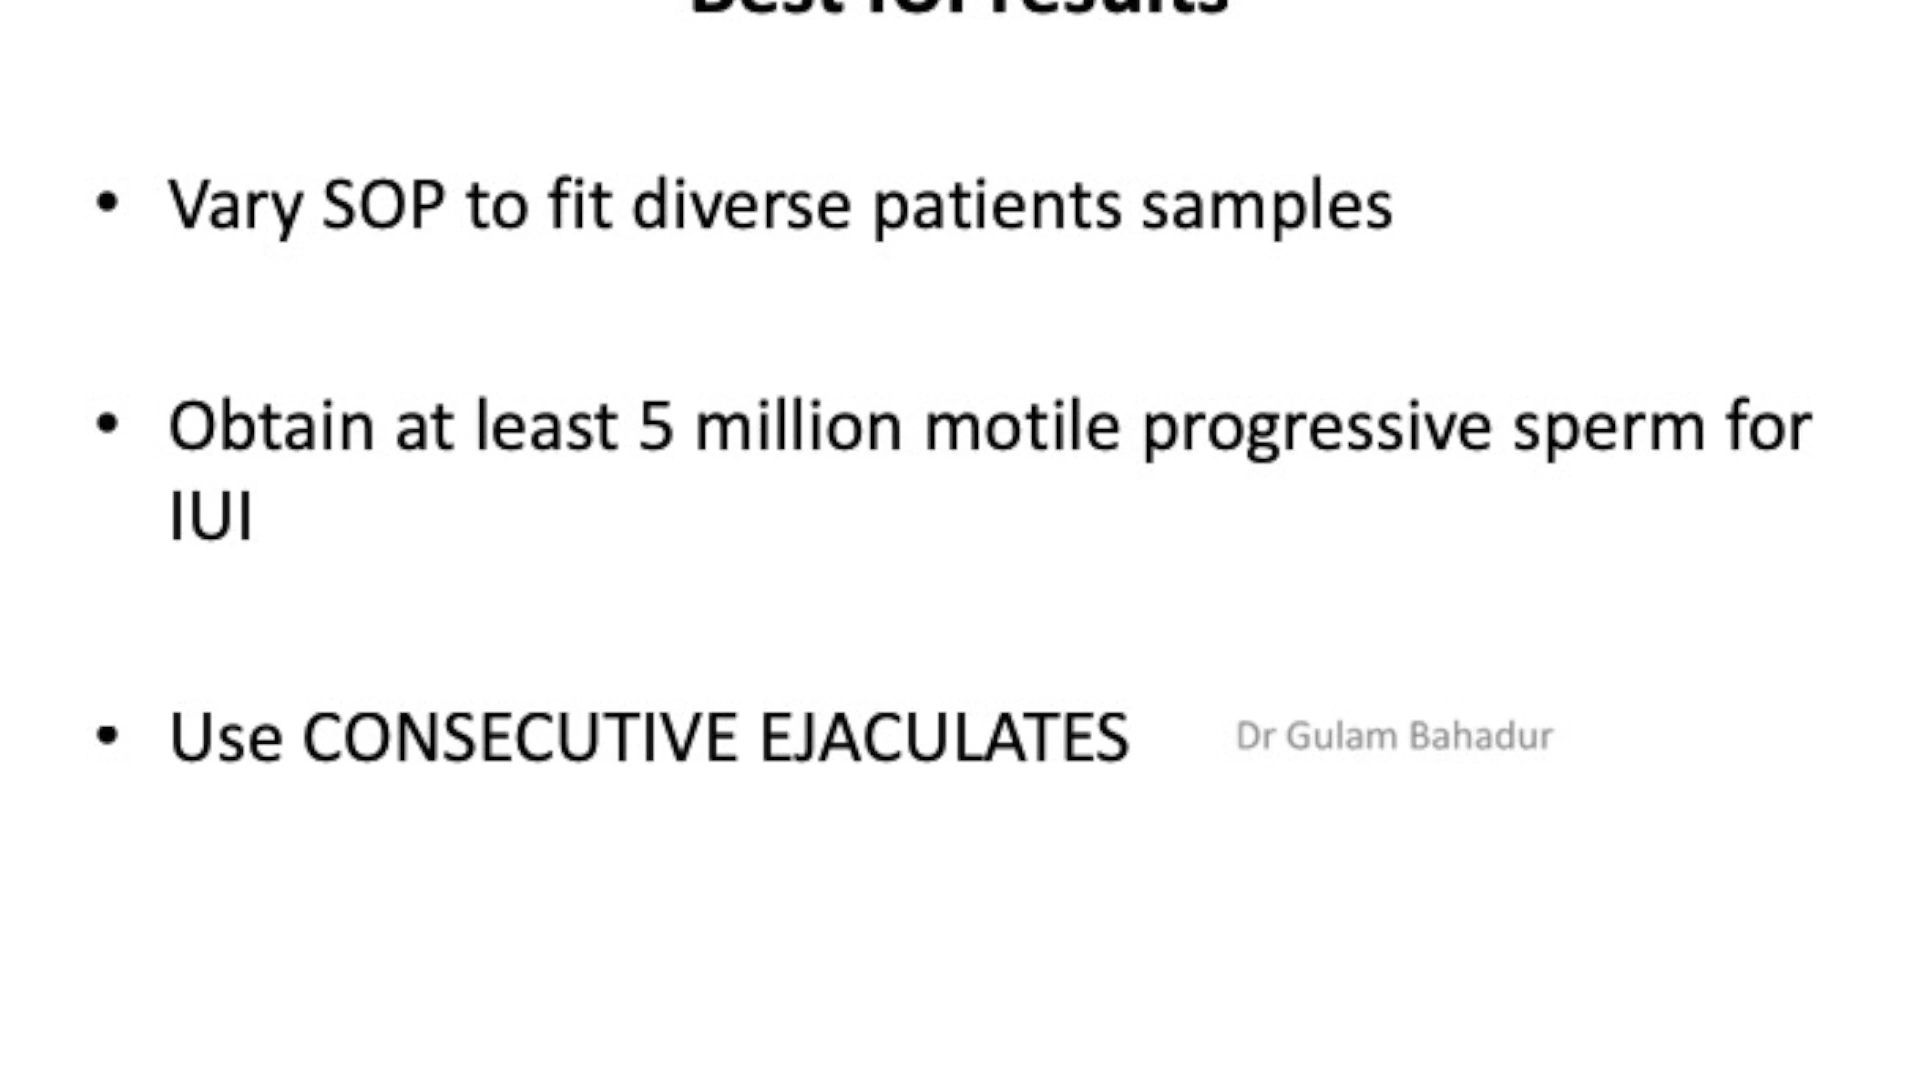 Best IUI results
• Vary SOP to fit diverse patients samples
• Obtain at least 5 million motile progressive sperm for
IUI
• Use CONSECUTIVE EJACULATES
Dr Gulam Bahadur